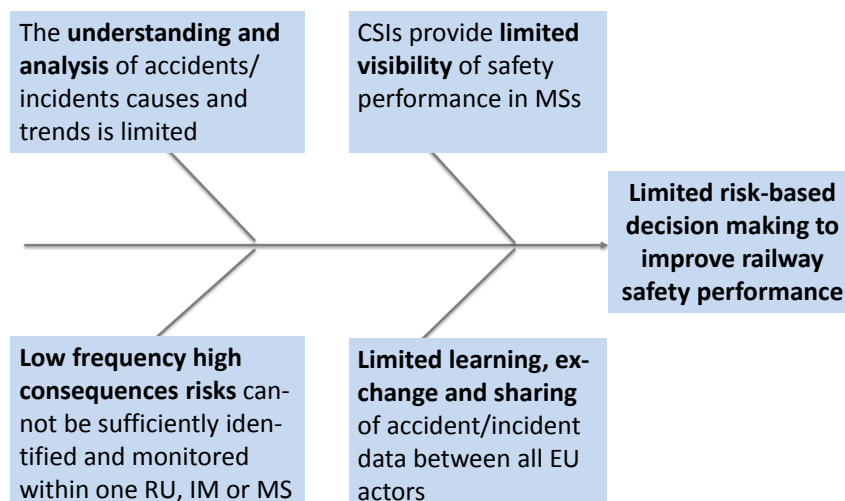 The understanding and
analysis of accidents/
incidents causes and
trends is limited
CSIs provide limited
visibility of safety
performance in MSs
Limited risk-based
decision making to
improve railway
safety performance
Low frequency high
consequences risks can-
not be sufficiently iden-
tified and monitored
within one RU, IM or MS
Limited learning, ex-
change and sharing
of accident/incident
data between all EU
actors